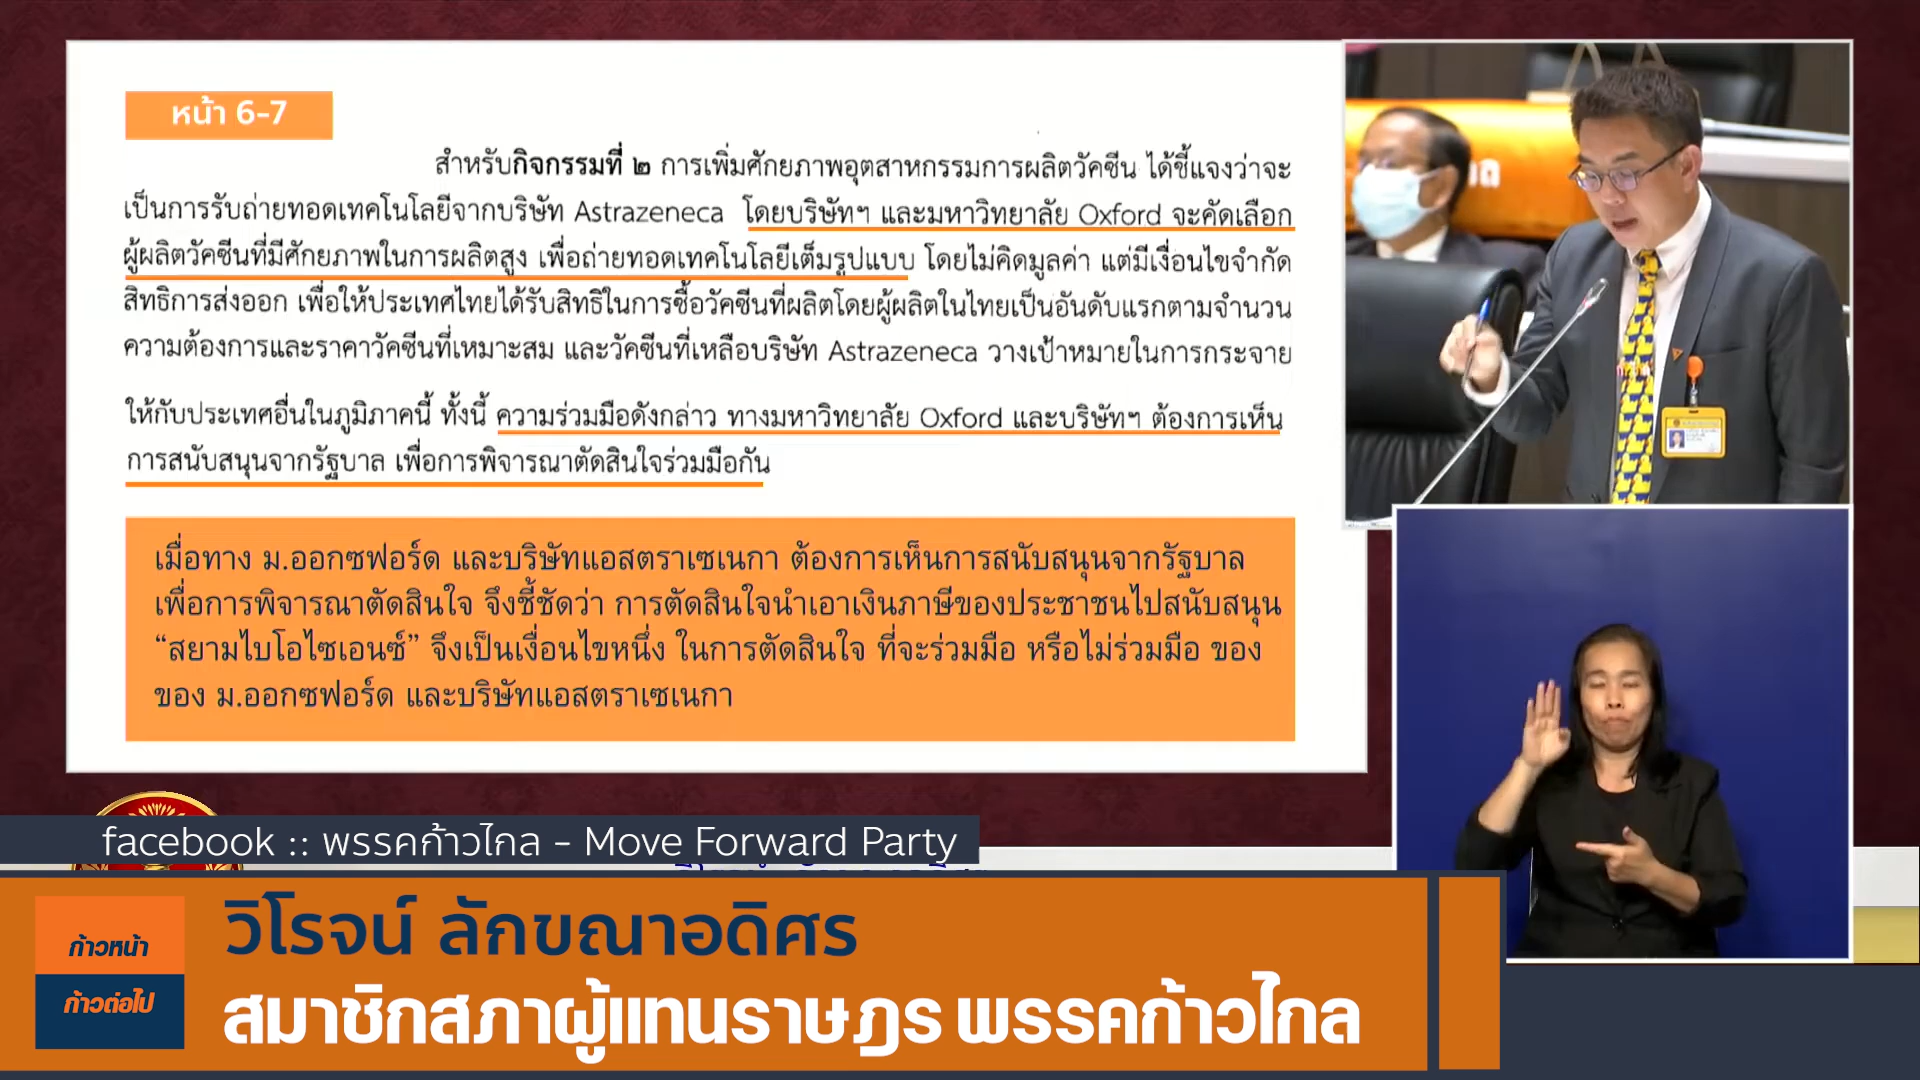 หน้า 6-7
สำหรับกิจกรรมที่ ๒ การเพิ่มศักยภาพอุตสาหกรรมการผลิตวัคซีน ได้ชี้แจงว่าจะ
เป็นการรับถ่ายทอดเทคโนโลยีจากบริษัท Astrazeneca โดยบริษัทฯ และมหาวิทยาลัย Oxford จะคัดเลือก
ผู้ผลิตวัคซีนที่มีศักยภาพในการผลิตสูง เพื่อถ่ายทอดเทคโนโลยีเต็มรูปแบบ โดยไม่คิดมูลค่า แต่มีเงื่อนไขจำกัด
สิทธิการส่งออก เพื่อให้ประเทศไทยได้รับสิทธิในการซื้อวัคซีนที่ผลิตโดยผู้ผลิตในไทยเป็นอันดับแรกตามจำนวน
ความต้องการและราคาวัคซีนที่เหมาะสม และวัคซีนที่เหลือบริษัท Astrazeneca วางเป้าหมายในการกระจาย
ให้กับประเทศอื่นในภูมิภาคนี้ ทั้งนี้ ความร่วมมือดังกล่าว ทางมหาวิทยาลัย Oxford และบริษัทฯ ต้องการเห็น
การสนับสนุนจากรัฐบาล เพื่อการพิจารณาตัดสินใจร่วมมือกัน
เมื่อทาง ม.ออกซฟอร์ด และบริษัทแอสตราเซเนกา ต้องการเห็นการสนับสนุนจากรัฐบาล
เพื่อการพิจารณาตัดสินใจ จึงชี้ชัดว่า การตัดสินใจนำเอาเงินภาษีของประชาชนไปสนับสนุน
“สยามไบโอไซเอนซ์” จึงเป็นเงื่อนไขหนึ่ง ในการตัดสินใจ ที่จะร่วมมือ หรือไม่ร่วมมือ ของ
ของ ม.ออกซฟอร์ด และบริษัทแอสตราเซเนกา
facebook :: พรรคก้าวไกล - Move Forward Party
ก้าวหน้า
ก้าวต่อไป
วิโรจน์ ลักขณาอดิศร
สมาชิกสภาผู้แทนราษฎร พรรคก้าวไกล